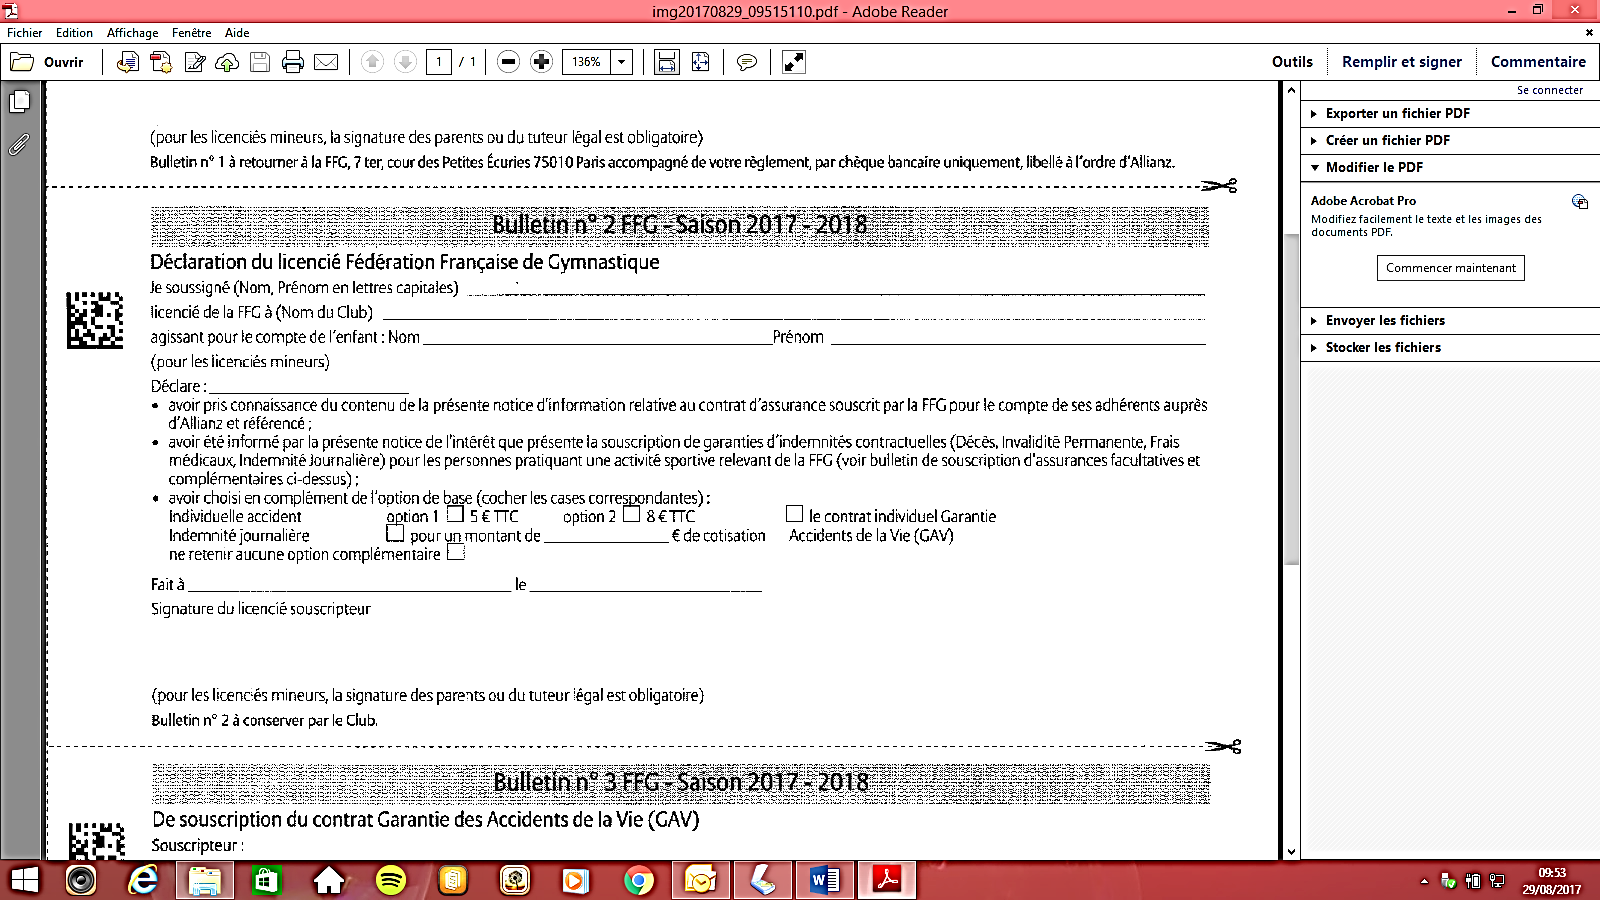 img20170829_09515110.pdf - Adobe Reader
Fichier Edition Affichage Fenêtre Aide
Ouvrir 1 / 1 136% Outils Remplir et signer Commentaire
Se connecter
Exporter un fichier PDF
Créer un fichier PDF
Modifier le PDF
Adobe Acrobat Pro
Modifiez facilement le texte et les images des
documents PDF.
Commencer maintenant
Envoyer les fichiers
Stocker les fichiers
(pour les licenciés mineurs, la signature des parents ou du tuteur légal est obligatoire)
Bulletin n° 1 à retourner à la FFG, 7 ter, cour des Petites Écuries 75010 Paris accompagné de votre règlement, par chèque bancaire uniquement, libellé à l'ordre d'Allianz.
Bulletin n° 2 FFG - Saison 2017 - 2018
Déclaration du licencié Fédération Française de Gymnastique
Je soussigné (Nom, Prénom en lettres capitales)
licencié de la FFG à (Nom du Club)
agissant pour le compte de l'enfant : Nom Prénom
(pour les licenciés mineurs)
Déclare :
• avoir pris connaissance du contenu de la présente notice d'information relative au contrat d'assurance souscrit par la FFG pour le compte de ses adhérents auprès
d'Allianz et référencé ;
• avoir été informé par la présente notice de l'intérêt que présente la souscription de garanties d'indemnités contractuelles (Décès, Invalidité Permanente, Frais
médicaux, Indemnité Journalière) pour les personnes pratiquant une activité sportive relevant de la FFG (voir bulletin de souscription d'assurances facultatives et
complémentaires ci-dessus) ;
• avoir choisi en complément de l'option de base (cocher les cases correspondantes) :
Individuelle accident option 1 5 € TTC option 2 8 € TTC le contrat individuel Garantie
Indemnité journalière pour un montant de € de cotisation Accidents de la Vie (GAV)
ne retenir aucune option complémentaire
Fait à le
Signature du licencié souscripteur
(pour les licenciés mineurs, la signature des parents ou du tuteur légal est obligatoire)
Bulletin n° 2 à conserver par le Club.
Bulletin n° 3 FFG - Saison 2017 - 2018
De souscription du contrat Garantie des Accidents de la Vie (GAV)
Souscripteur :
09:53
29/08/2017